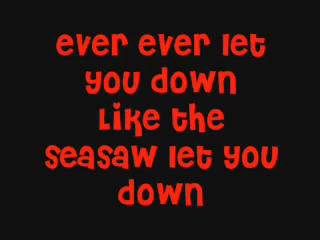 ever ever let
you down
Like the
seasaw let you
down